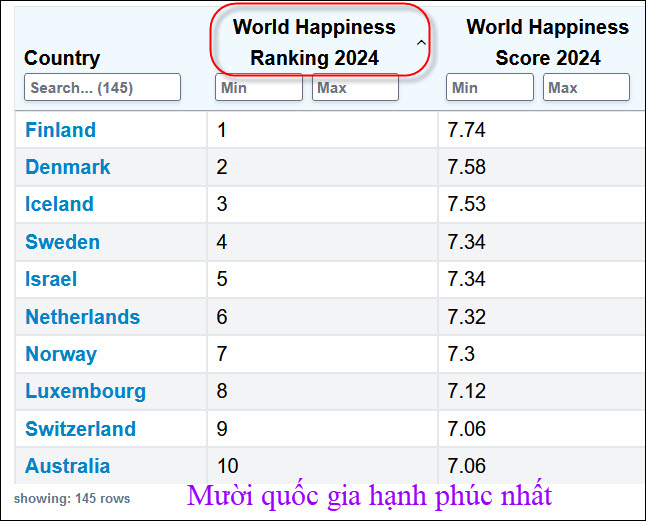 Country World Happiness Ranking 2024 World Happiness Score 2024
Search... (145) Min Max Min Max
Finland 1 7.74
Denmark 2 7.58
Iceland 3 7.53
Sweden 4 7.34
Israel 5 7.34
Netherlands 6 7.32
Norway 7 7.3
Luxembourg 8 7.12
Switzerland 9 7.06
Australia 10 7.06
showing: 145 rows
Mười quốc gia hạnh phúc nhất